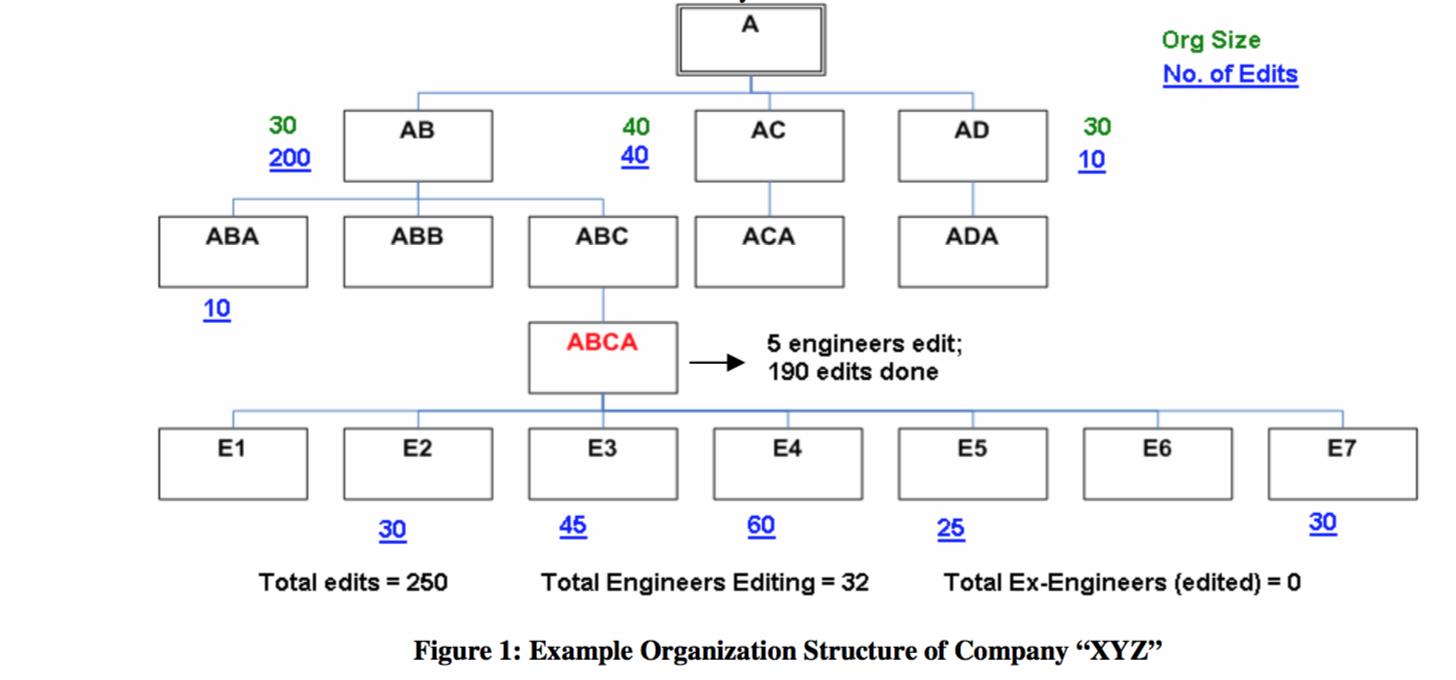 A
Org Size
No. of Edits
30
200
AB
40
40
AC
AD
30
10
ABA
ABB
ABC
ACA
ADA
10
ABCA
5 engineers edit;
190 edits done
E1
E2
E3
E4
E5
E6
E7
30
45
60
25
30
Total edits = 250
Total Engineers Editing = 32
Total Ex-Engineers (edited) = 0
Figure 1: Example Organization Structure of Company “XYZ”